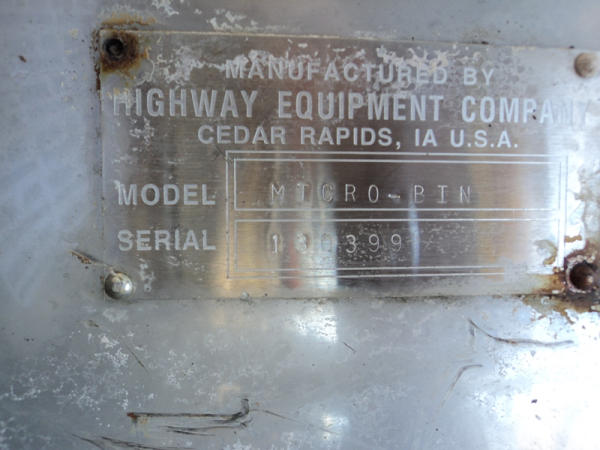 MANUFACTURED BY
HIGHWAY EQUIPMENT COMPANY
CEDAR RAPIDS, IA U.S.A.
MODEL MICRO-BIN
SERIAL 130399